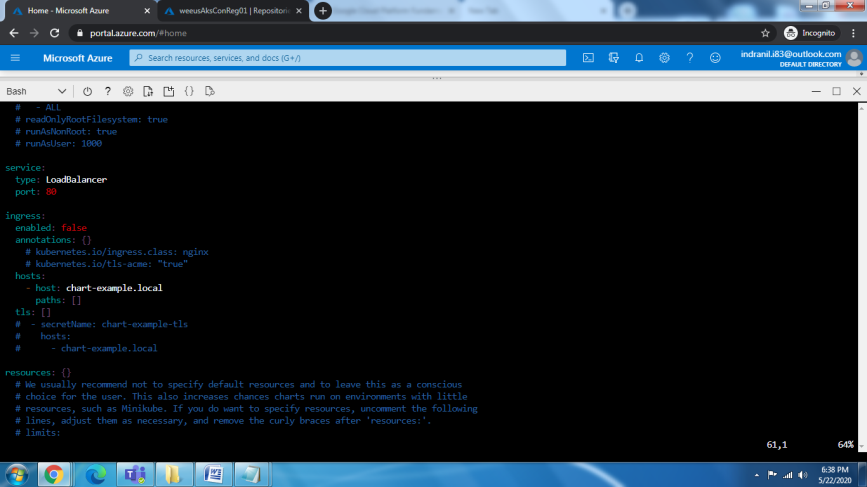 Home - Microsoft Azure
weeusAksConReg01 | Repositorie
New Tab
portal.azure.com/#home
Incognito
Microsoft Azure
Search resources, services, and docs (G+/)
indranil.i83@outlook.com
DEFAULT DIRECTORY
Bash
#   - ALL
# readOnlyRootFilesystem: true
# runAsNonRoot: true
# runAsUser: 1000
service:
type: LoadBalancer
port: 80
ingress:
enabled: false
annotations: {}
# kubernetes.io/ingress.class: nginx
# kubernetes.io/tls-acme: "true"
hosts:
- host: chart-example.local
paths: []
tls: []
#  - secretName: chart-example-tls
#    hosts:
#      - chart-example.local
resources: {}
# We usually recommend not to specify default resources and to leave this as a conscious
# choice for the user. This also increases chances charts run on environments with little
# resources, such as Minikube. If you do want to specify resources, uncomment the following
# lines, adjust them as necessary, and remove the curly braces after 'resources:'.
# limits:
61,1 64%
6:38 PM
5/22/2020